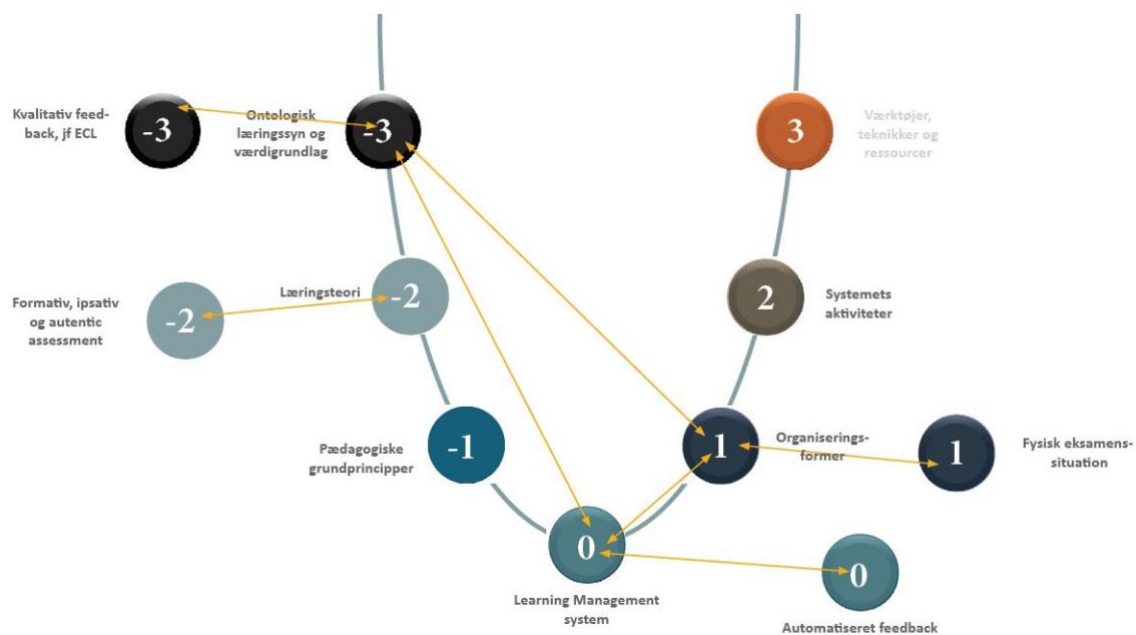 Kvalitativ feed-
back, jf ECL
-3
Ontologisk
læringssyn og
værdigrundlag
-3
3
Værktøjer,
teknikker og
ressourcer
Formativ, ipsativ
og autentic
assessment
-2
Læringsteori
-2
2
Systemets
aktiviteter
Pædagogiske
grundprincipper
-1
1
Organiserings-
former
1
Fysisk eksamens-
situation
0
Learning Management
system
0
Automatiseret feedback